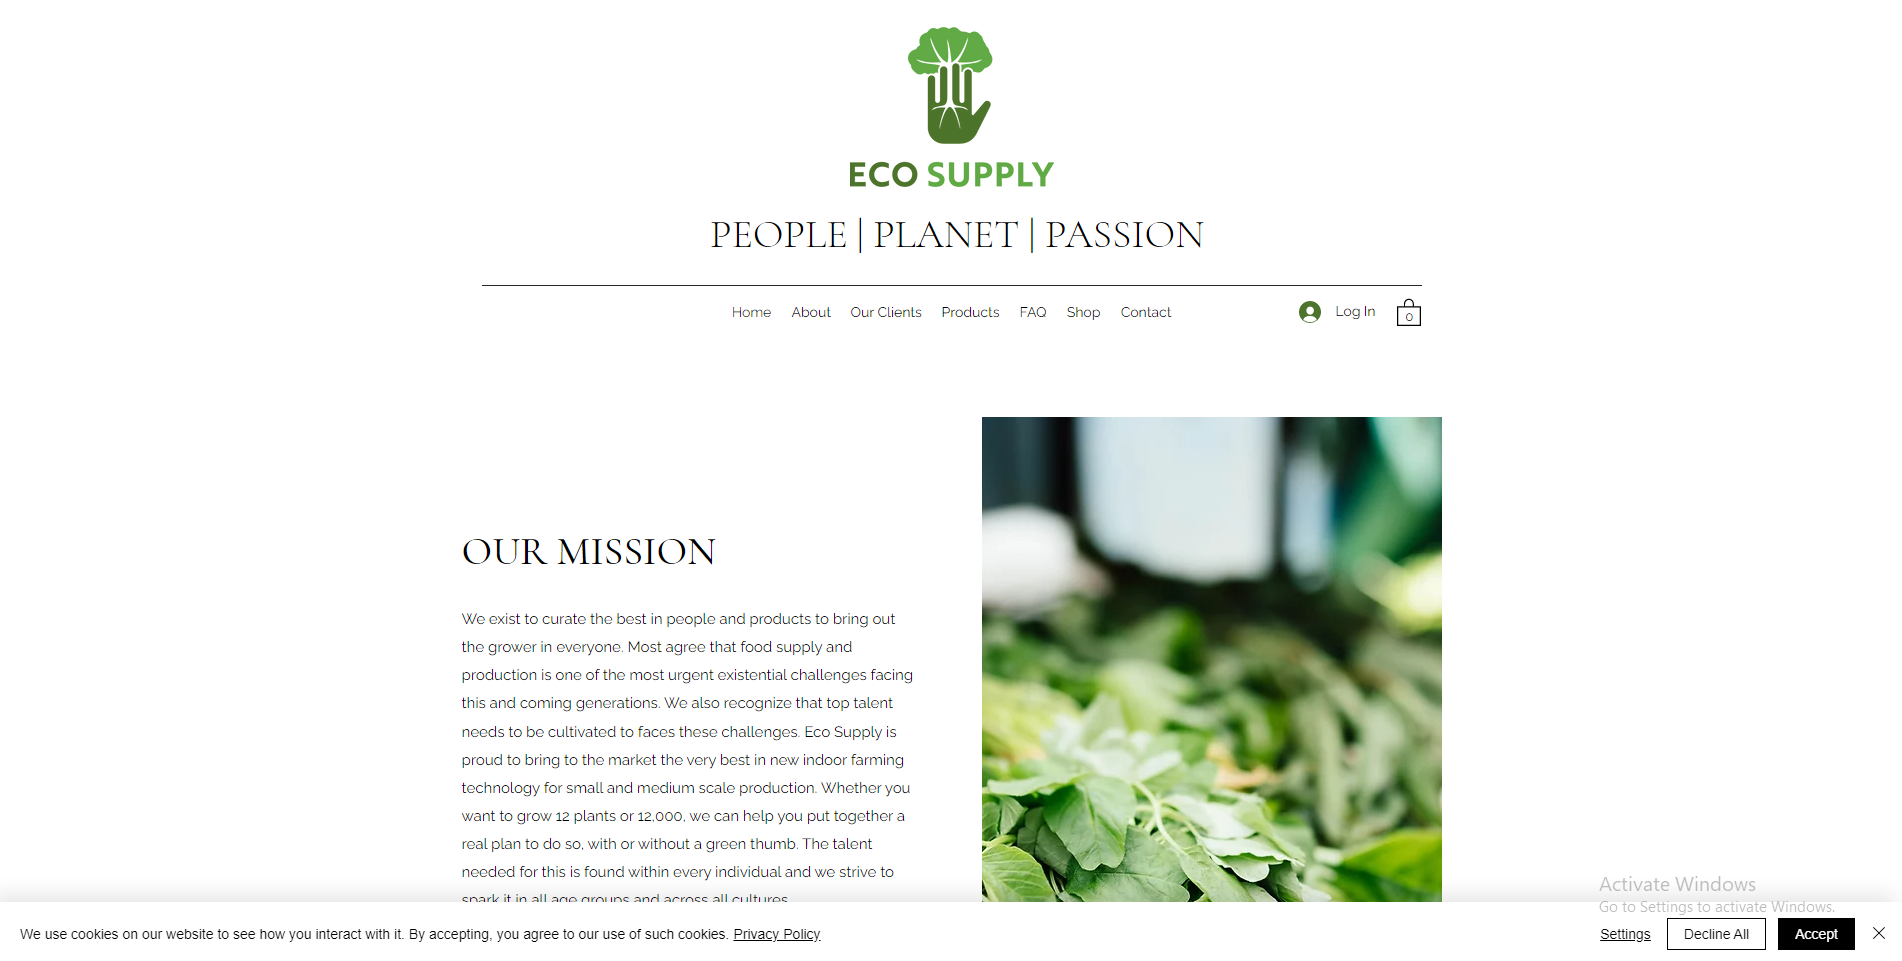 ECO SUPPLY
PEOPLE | PLANET | PASSION
Home About Our Clients Products FAQ Shop Contact Log In 0
OUR MISSION
We exist to curate the best in people and products to bring out
the grower in everyone. Most agree that food supply and
production is one of the most urgent existential challenges facing
this and coming generations. We also recognize that top talent
needs to be cultivated to faces these challenges. Eco Supply is
proud to bring to the market the very best in new indoor farming
technology for small and medium scale production. Whether you
want to grow 12 plants or 12,000, we can help you put together a
real plan to do so, with or without a green thumb. The talent
needed for this is found within every individual and we strive to
spark it in all age groups and across all cultures.
Activate Windows
Go to Settings to activate Windows.
We use cookies on our website to see how you interact with it. By accepting, you agree to our use of such cookies. Privacy Policy Settings Decline All Accept